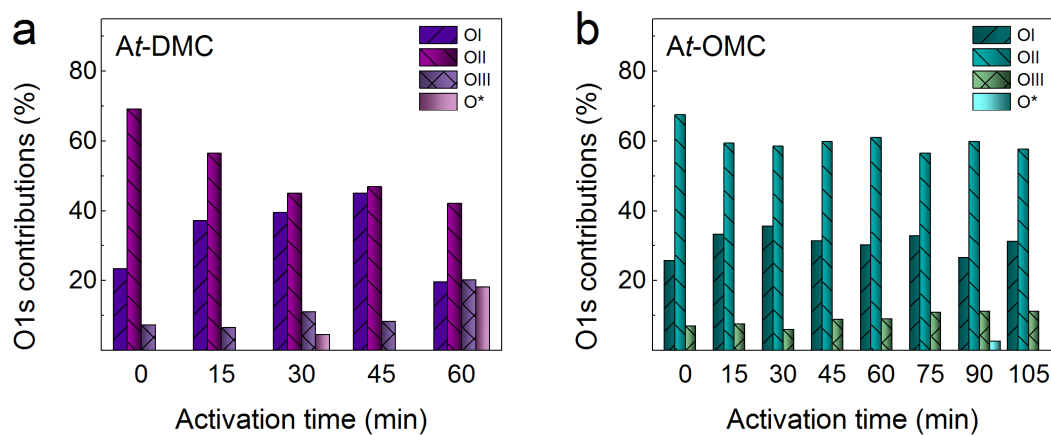 a
At-DMC
OI
OII
OIII
O*
80
60
40
20
O1s contributions (%)
0 15 30 45 60
Activation time (min)
b
At-OMC
OI
OII
OIII
O*
80
60
40
20
O1s contributions (%)
0 15 30 45 60 75 90 105
Activation time (min)